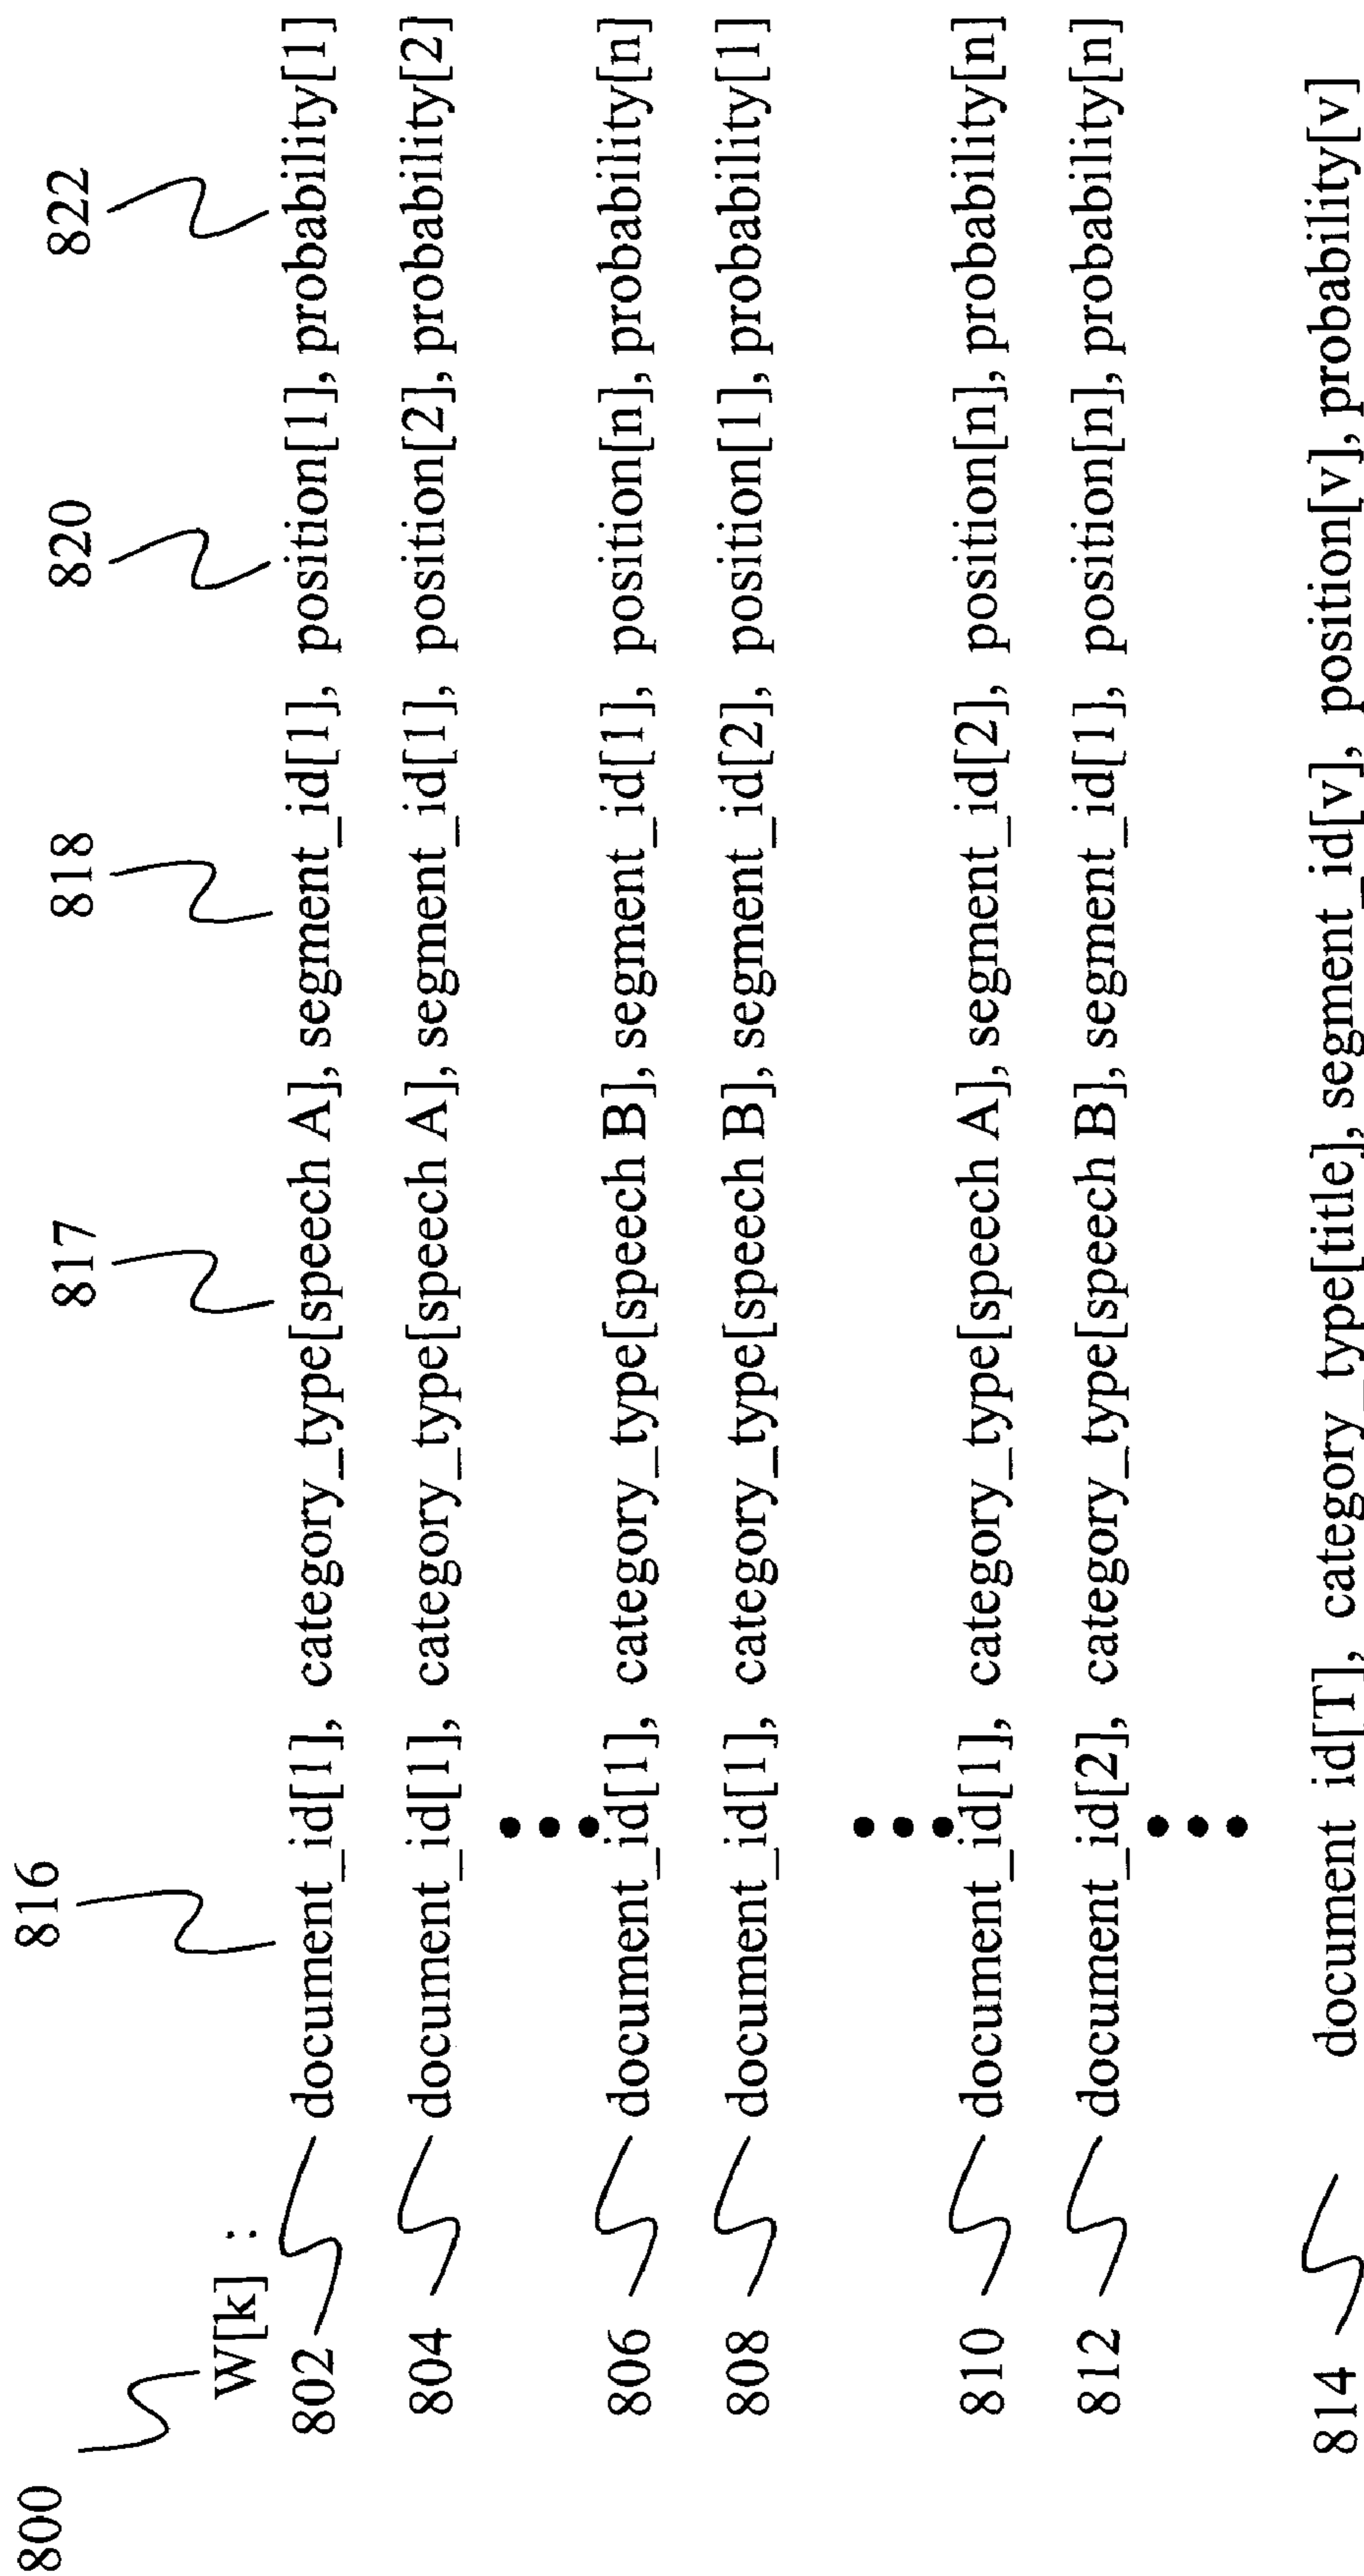 800
816 817 818 820 822
W[k] :
802 document_id[1], category_type[speech A], segment_id[1], position[1], probability[1]
804 document_id[1], category_type[speech A], segment_id[1], position[2], probability[2]
806 document_id[1], category_type[speech B], segment_id[1], position[n], probability[n]
808 document_id[1], category_type[speech B], segment_id[2], position[1], probability[1]
810 document_id[1], category_type[speech A], segment_id[2], position[n], probability[n]
812 document_id[2], category_type[speech B], segment_id[1], position[n], probability[n]
814 document id[T], category_type[title], segment_id[v], position[v], probability[v]